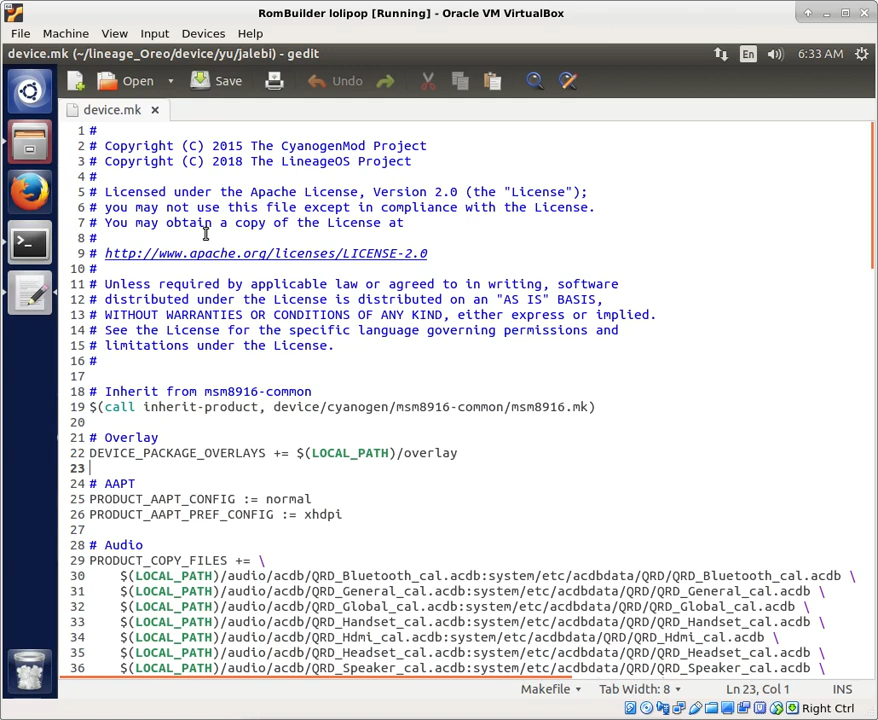 RomBuilder lolipop [Running] - Oracle VM VirtualBox
File Machine View Input Devices Help
device.mk (~/lineage_Oreo/device/yu/jalebi) - gedit En 6:33 AM
Open Save Undo
device.mk
1 #
2 # Copyright (C) 2015 The CyanogenMod Project
3 # Copyright (C) 2018 The LineageOS Project
4 #
5 # Licensed under the Apache License, Version 2.0 (the "License");
6 # you may not use this file except in compliance with the License.
7 # You may obtain a copy of the License at
8 #
9 # http://www.apache.org/licenses/LICENSE-2.0
10 #
11 # Unless required by applicable law or agreed to in writing, software
12 # distributed under the License is distributed on an "AS IS" BASIS,
13 # WITHOUT WARRANTIES OR CONDITIONS OF ANY KIND, either express or implied.
14 # See the License for the specific language governing permissions and
15 # limitations under the License.
16 #
17
18 # Inherit from msm8916-common
19 $(call inherit-product, device/cyanogen/msm8916-common/msm8916.mk)
20
21 # Overlay
22 DEVICE_PACKAGE_OVERLAYS += $(LOCAL_PATH)/overlay
23
24 # AAPT
25 PRODUCT_AAPT_CONFIG := normal
26 PRODUCT_AAPT_PREF_CONFIG := xhdpi
27
28 # Audio
29 PRODUCT_COPY_FILES += \
30 $(LOCAL_PATH)/audio/acdb/QRD_Bluetooth_cal.acdb:system/etc/acdbdata/QRD/QRD_Bluetooth_cal.acdb \
31 $(LOCAL_PATH)/audio/acdb/QRD_General_cal.acdb:system/etc/acdbdata/QRD/QRD_General_cal.acdb \
32 $(LOCAL_PATH)/audio/acdb/QRD_Global_cal.acdb:system/etc/acdbdata/QRD/QRD_Global_cal.acdb \
33 $(LOCAL_PATH)/audio/acdb/QRD_Handset_cal.acdb:system/etc/acdbdata/QRD/QRD_Handset_cal.acdb \
34 $(LOCAL_PATH)/audio/acdb/QRD_Hdmi_cal.acdb:system/etc/acdbdata/QRD/QRD_Hdmi_cal.acdb \
35 $(LOCAL_PATH)/audio/acdb/QRD_Headset_cal.acdb:system/etc/acdbdata/QRD/QRD_Headset_cal.acdb \
36 $(LOCAL_PATH)/audio/acdb/QRD_Speaker_cal.acdb:system/etc/acdbdata/QRD/QRD_Speaker_cal.acdb \
Makefile Tab Width: 8 Ln 23, Col 1 INS
Right Ctrl